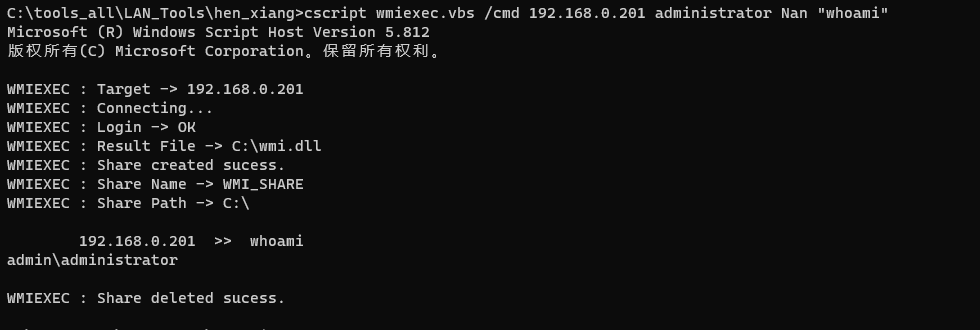 C:\tools_all\LAN_Tools\hen_xiang>cscript wmiexec.vbs /cmd 192.168.0.201 administrator Nan "whoami"
Microsoft (R) Windows Script Host Version 5.812
版权所有(C) Microsoft Corporation。保留所有权利。
WMIEXEC : Target -> 192.168.0.201
WMIEXEC : Connecting...
WMIEXEC : Login -> OK
WMIEXEC : Result File -> C:\wmi.dll
WMIEXEC : Share created sucess.
WMIEXEC : Share Name -> WMI_SHARE
WMIEXEC : Share Path -> C:\
192.168.0.201  >>  whoami
admin\administrator
WMIEXEC : Share deleted sucess.